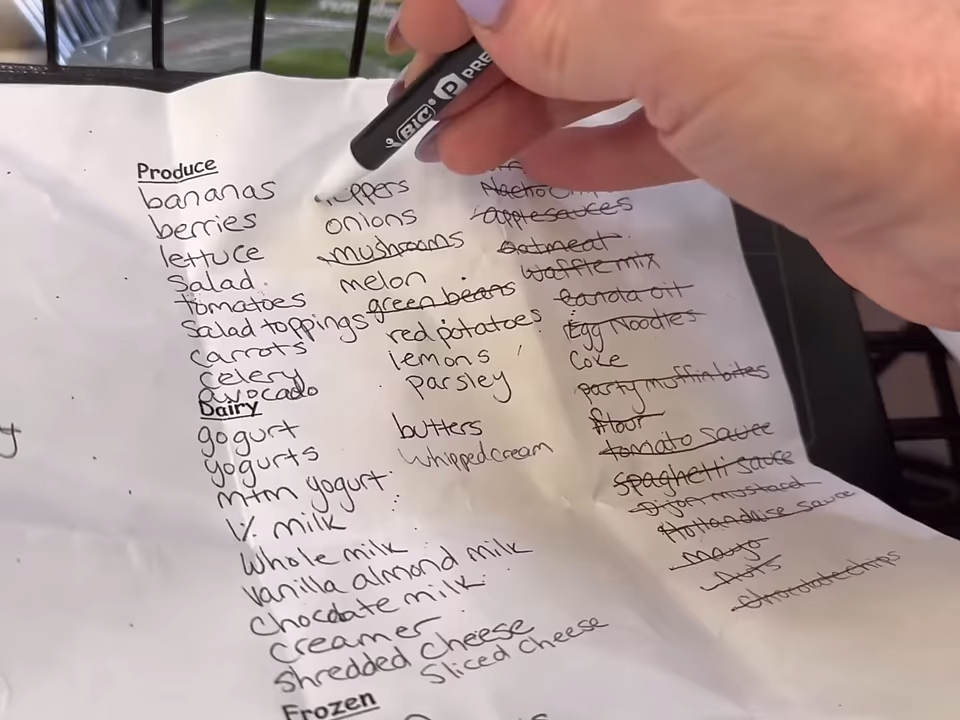 BIC P PRE
Produce
bananas
berries
lettuce
Salad
tomatoes
Salad toppings
carrots
celery
avocado
onions
mushrooms
melon
green beans
red potatoes
lemons
parsley
Dairy
gogurt
yogurts
mtm yogurt
1% milk
Whole milk
Vanilla almond milk
Chocolate milk
creamer
Shredded cheese
Sliced cheese
butters
Whipped cream
Frozen
applesauces
oatmeal
waffle mix
canola oil
Egg Noodles
Coke
party muffin bites
flour
tomato sauce
spaghetti sauce
Dijon mustard
Hollandaise sauce
mayo
nuts
chocolate chips